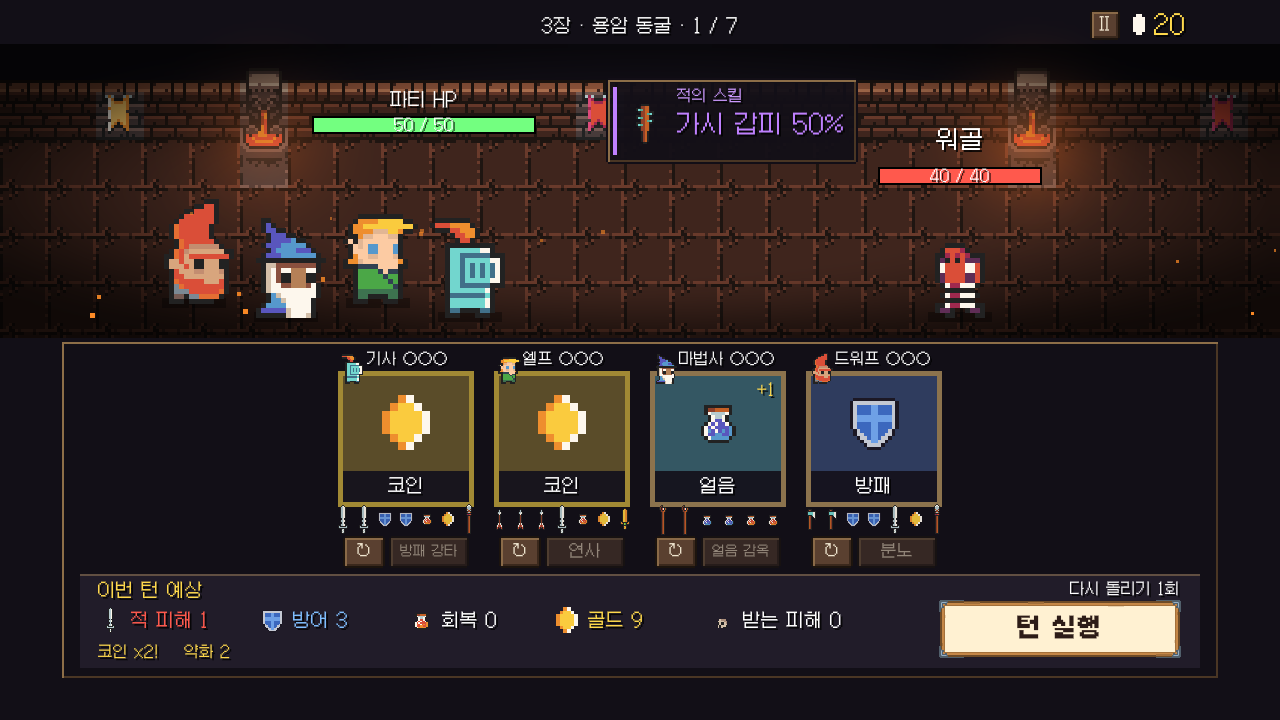 3장 · 용암 동굴 · 1 / 7
II
20
파티 HP
50 / 50
적의 스킬
가시 갑피 50%
워골
40 / 40
기사 ○○○
엘프 ○○○
마법사 ○○○
드워프 ○○○
+1
코인
코인
얼음
방패
↻ 방패 강타
↻ 연사
↻ 얼음 감옥
↻ 분노
이번 턴 예상
다시 돌리기 1회
적 피해 1
방어 3
회복 0
골드 9
받는 피해 0
턴 실행
코인 x2!
약화 2